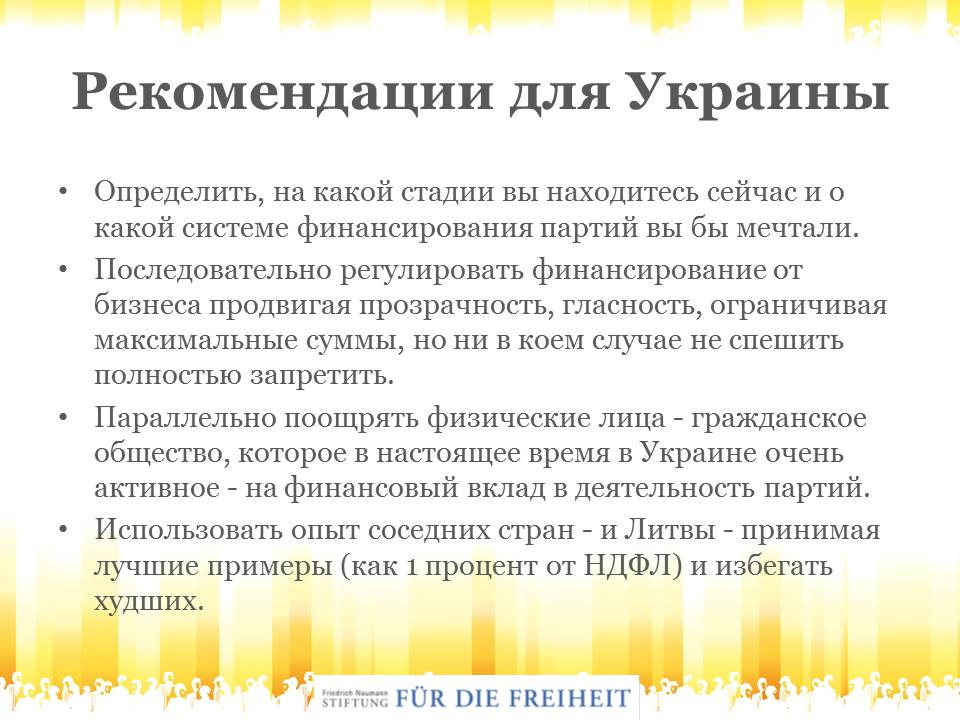 Рекомендации для Украины
• Определить, на какой стадии вы находитесь сейчас и о
какой системе финансирования партий вы бы мечтали.
• Последовательно регулировать финансирование от
бизнеса продвигая прозрачность, гласность, ограничивая
максимальные суммы, но ни в коем случае не спешить
полностью запретить.
• Параллельно поощрять физические лица - гражданское
общество, которое в настоящее время в Украине очень
активное - на финансовый вклад в деятельность партий.
• Использовать опыт соседних стран - и Литвы - принимая
лучшие примеры (как 1 процент от НДФЛ) и избегать
худших.
Friedrich Naumann
STIFTUNG FÜR DIE FREIHEIT